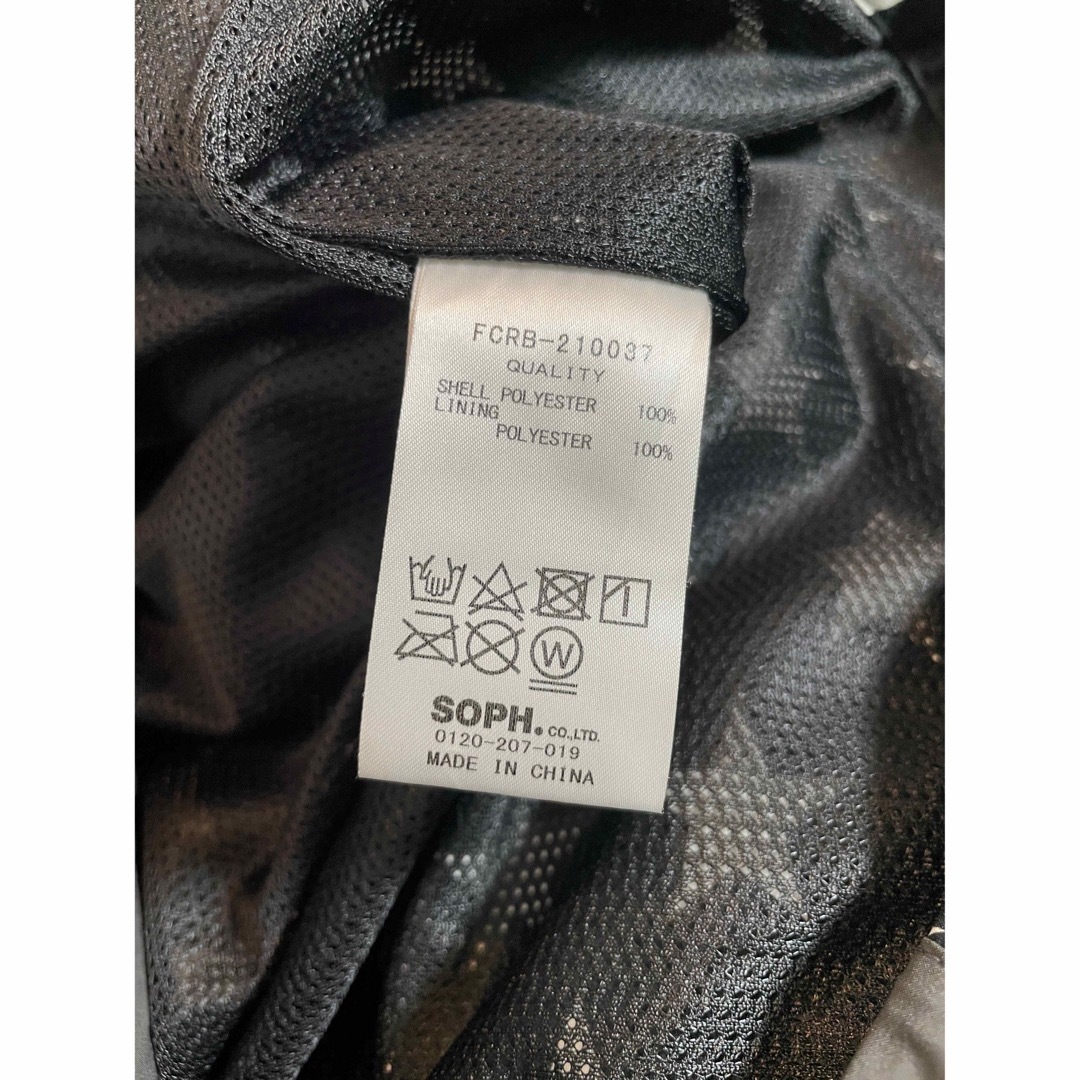 FCRB-210037
QUALITY
SHELL POLYESTER 100%
LINING
POLYESTER 100%
W
SOPH. CO.,LTD.
0120-207-019
MADE IN CHINA